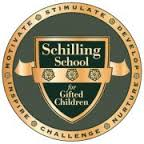 MOTIVATE STIMULATE DEVELOP
Schilling
School
for
Gifted
Children
INSPIRE CHALLENGE NURTURE